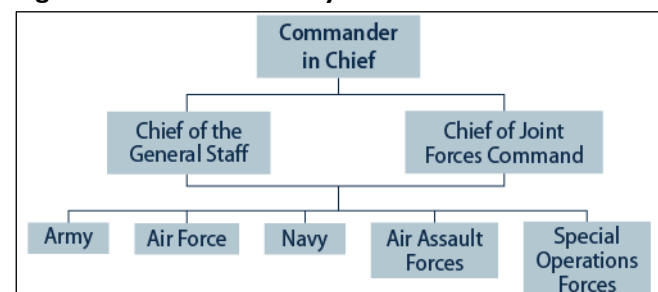 Commander
in Chief
Chief of the
General Staff
Chief of Joint
Forces Command
Army
Air Force
Navy
Air Assault
Forces
Special
Operations
Forces